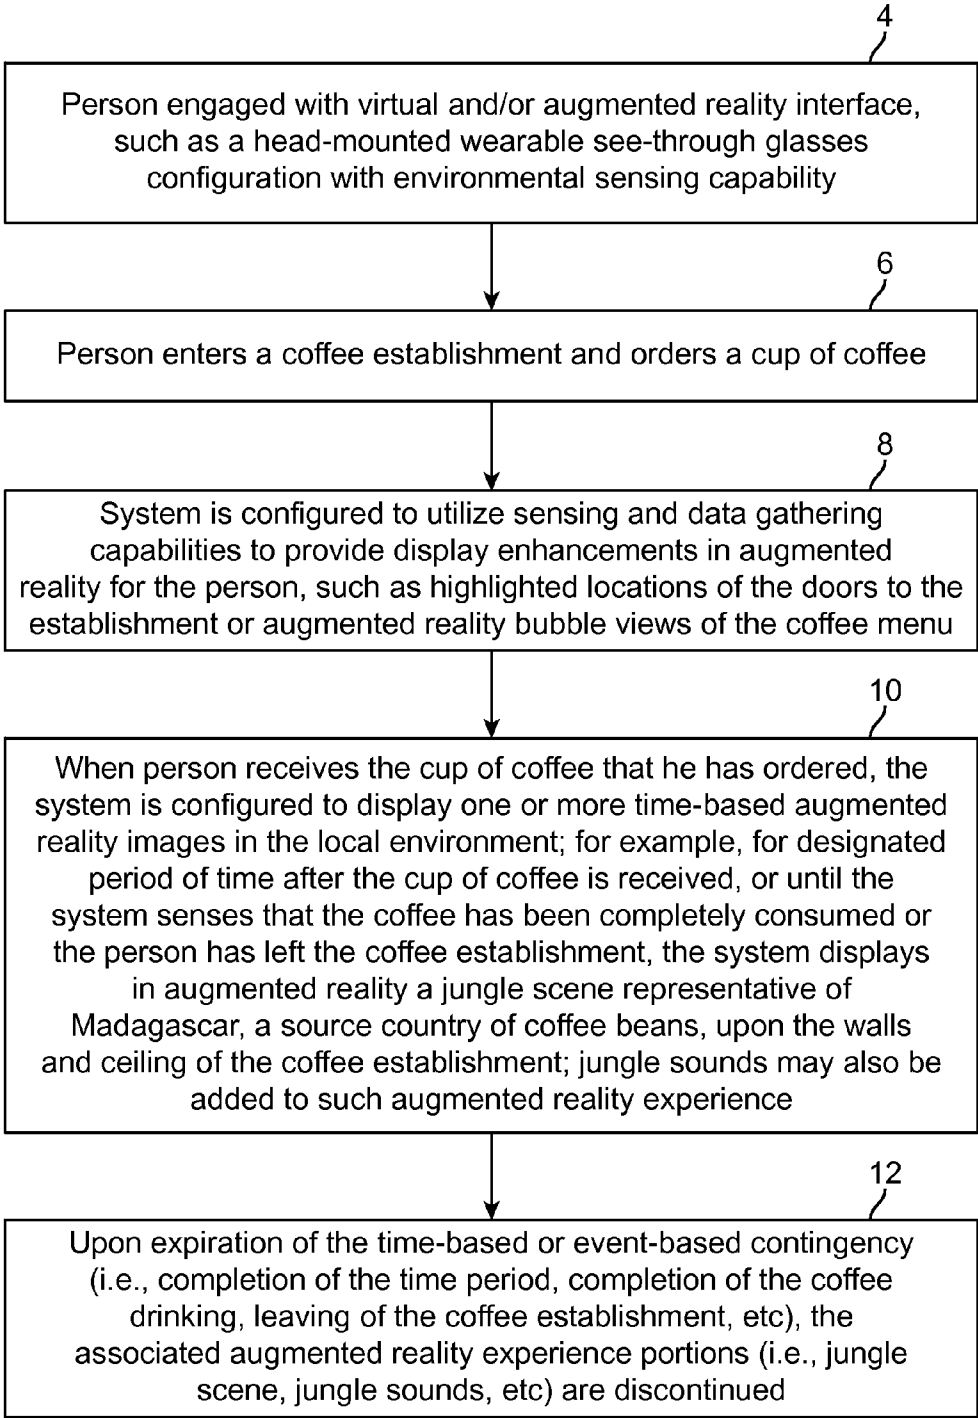 4
Person engaged with virtual and/or augmented reality interface,
such as a head-mounted wearable see-through glasses
configuration with environmental sensing capability
6
Person enters a coffee establishment and orders a cup of coffee
8
System is configured to utilize sensing and data gathering
capabilities to provide display enhancements in augmented
reality for the person, such as highlighted locations of the doors to the
establishment or augmented reality bubble views of the coffee menu
10
When person receives the cup of coffee that he has ordered, the
system is configured to display one or more time-based augmented
reality images in the local environment; for example, for designated
period of time after the cup of coffee is received, or until the
system senses that the coffee has been completely consumed or
the person has left the coffee establishment, the system displays
in augmented reality a jungle scene representative of
Madagascar, a source country of coffee beans, upon the walls
and ceiling of the coffee establishment; jungle sounds may also be
added to such augmented reality experience
12
Upon expiration of the time-based or event-based contingency
(i.e., completion of the time period, completion of the coffee
drinking, leaving of the coffee establishment, etc), the
associated augmented reality experience portions (i.e., jungle
scene, jungle sounds, etc) are discontinued